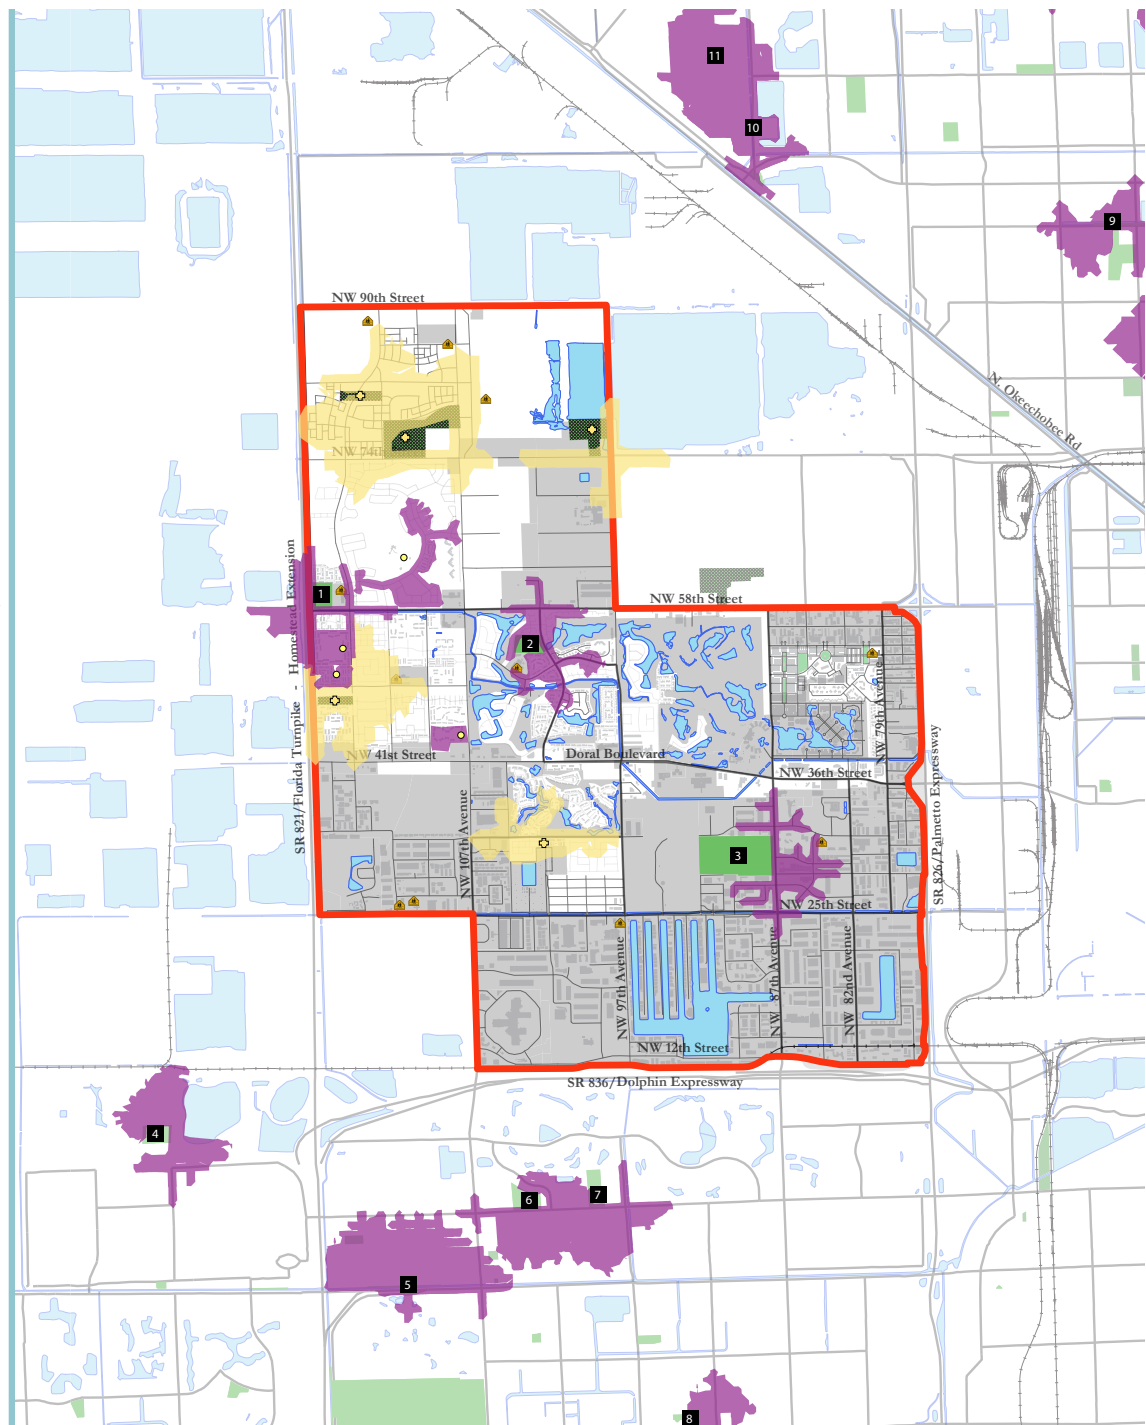 11
10
9
NW 90th Street
N. Okeechobee Rd
NW 74th
SR 821/Florida Turnpike - Homestead Extension
1
NW 58th Street
2
NW 79th Avenue
NW 41st Street
Doral Boulevard
NW 36th Street
SR 826/Palmetto Expressway
NW 107th Avenue
3
NW 25th Street
NW 97th Avenue
NW 87th Avenue
NW 82nd Avenue
NW 12th Street
SR 836/Dolphin Expressway
4
6
7
5
8